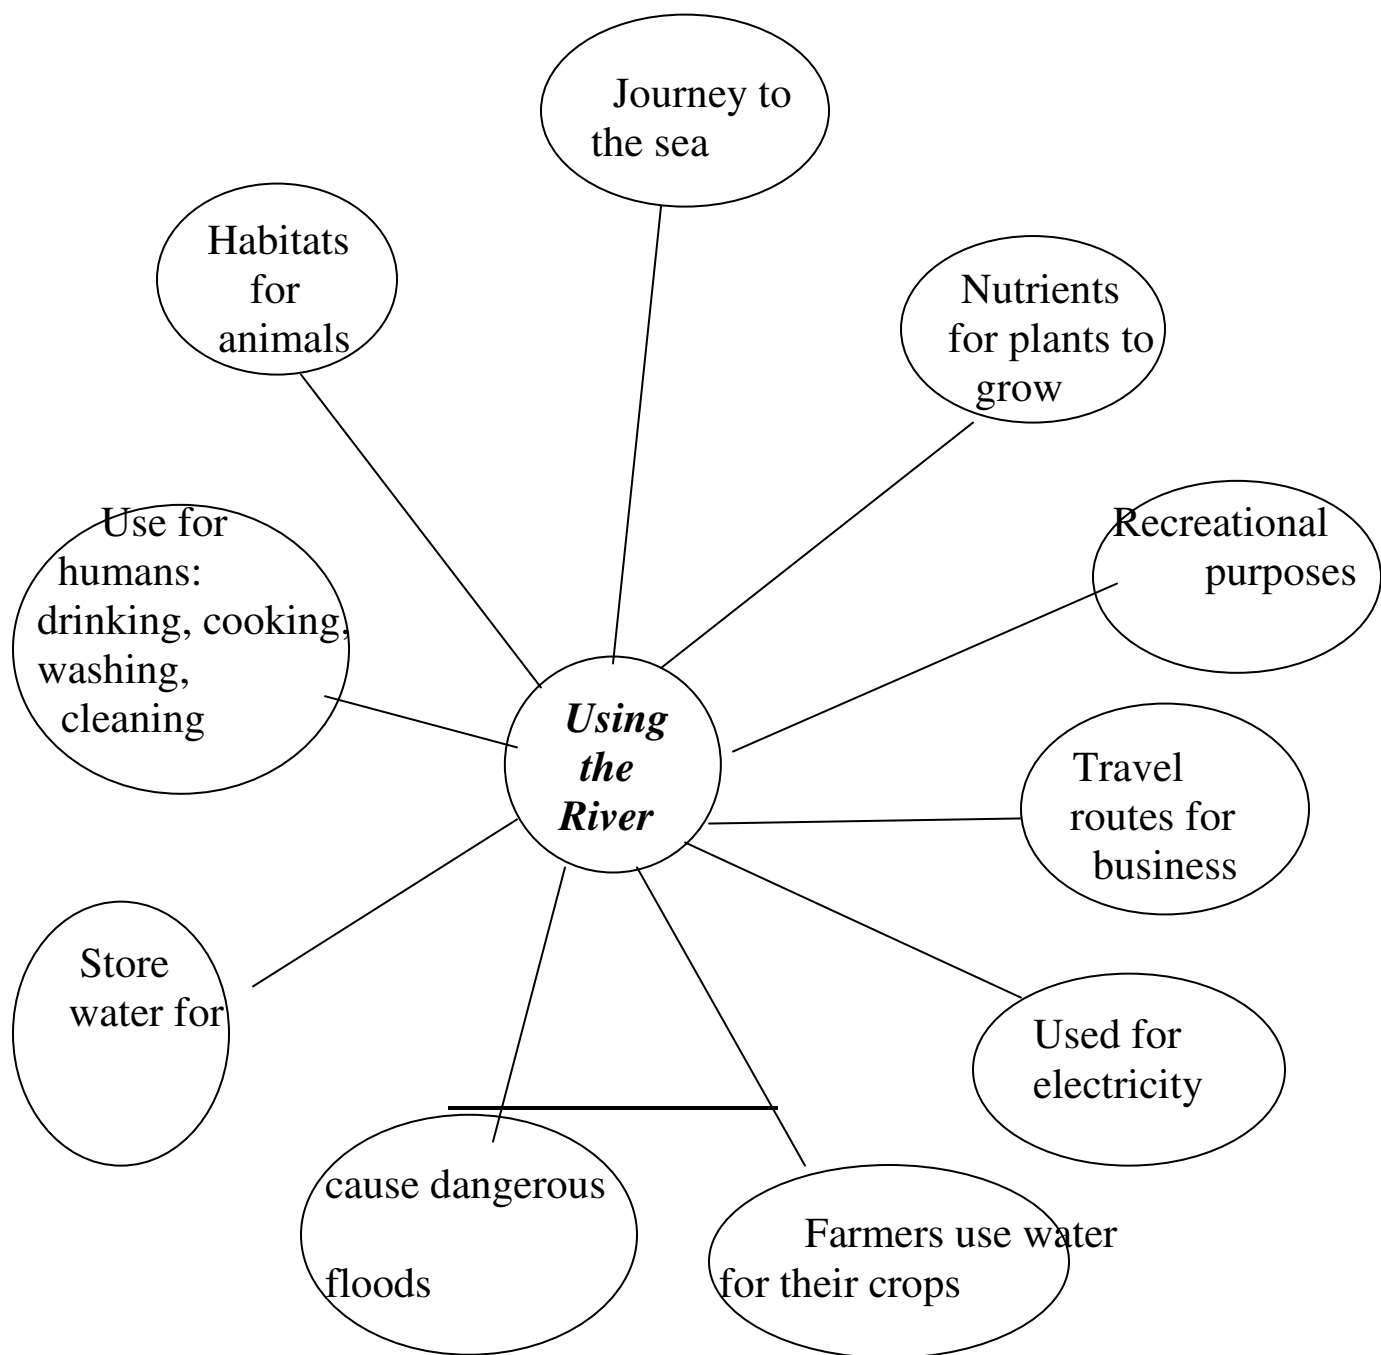 Journey to
the sea
Habitats
for
animals
Nutrients
for plants to
grow
Use for
humans:
drinking, cooking,
washing,
cleaning
Recreational
purposes
Using
the
River
Travel
routes for
business
Store
water for
Used for
electricity
cause dangerous
floods
Farmers use water
for their crops